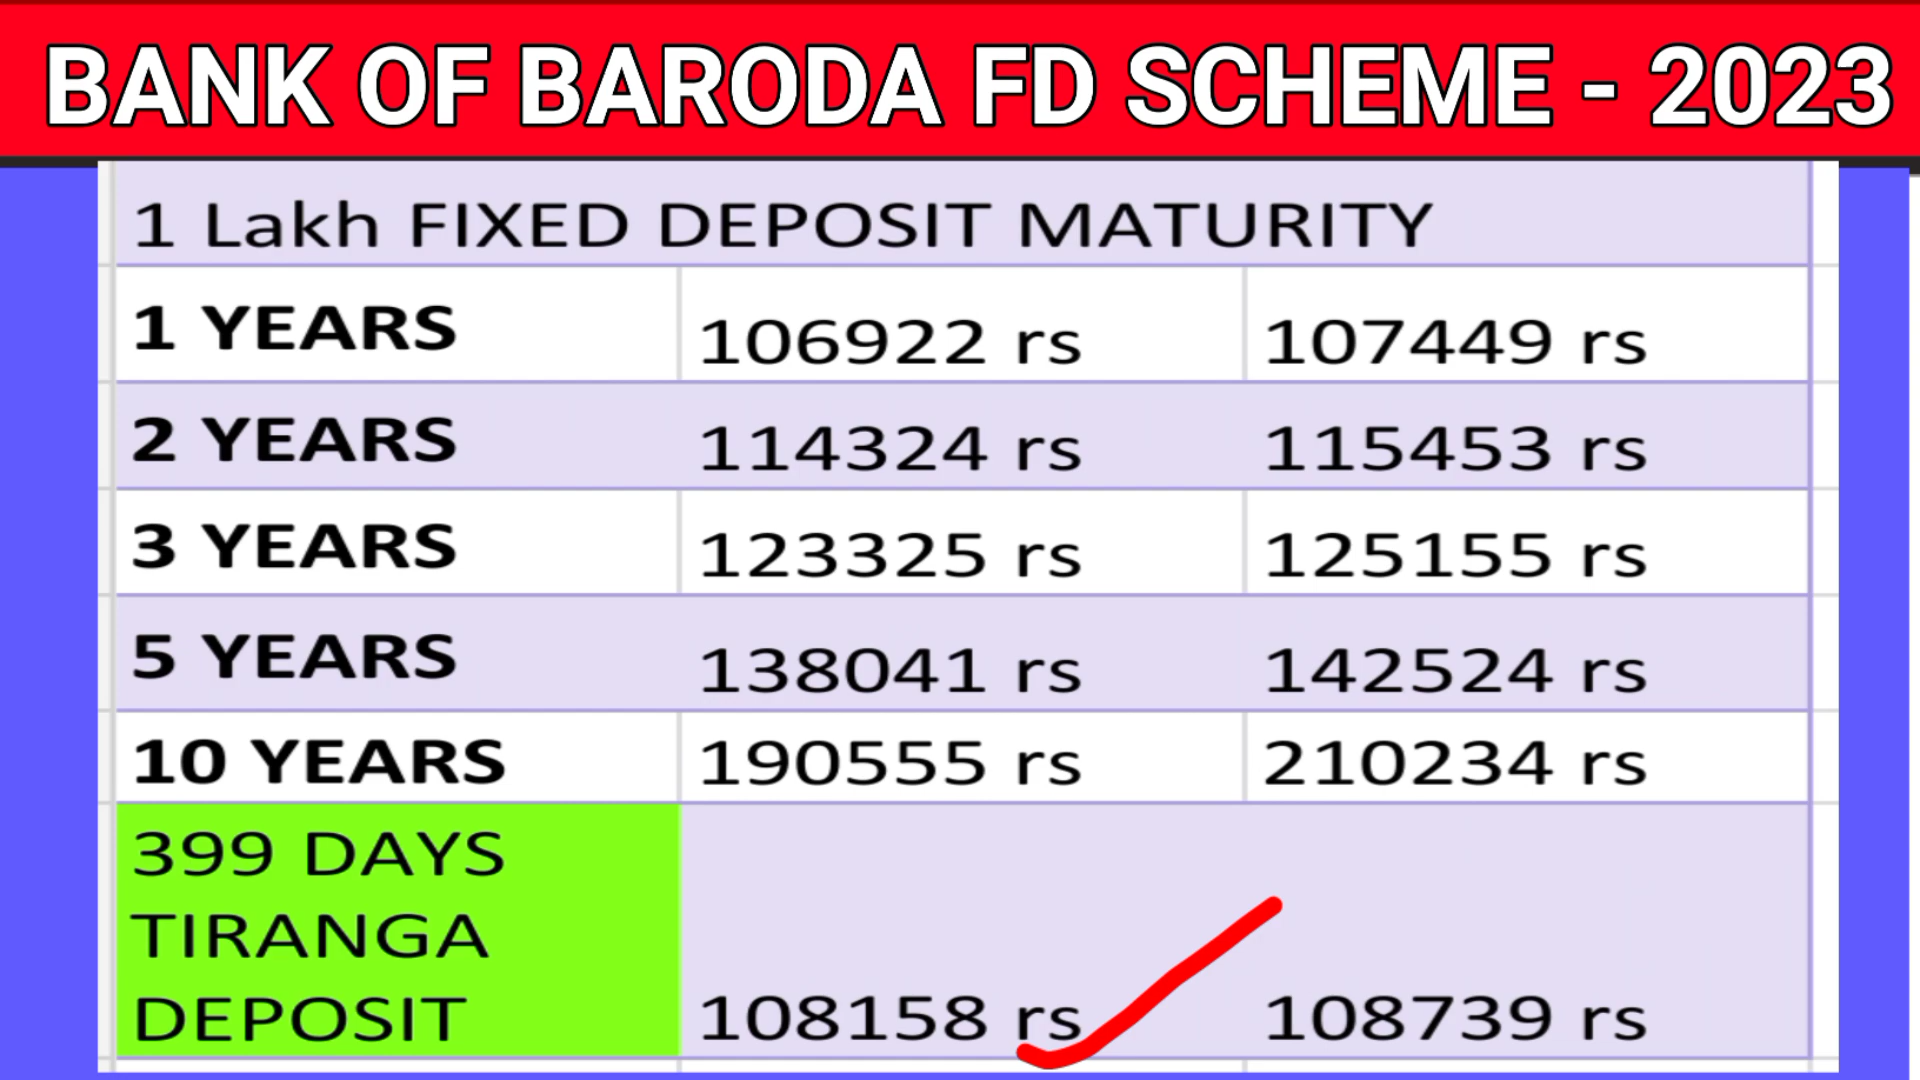 BANK OF BARODA FD SCHEME - 2023
1 Lakh FIXED DEPOSIT MATURITY
1 YEARS 106922 rs 107449 rs
2 YEARS 114324 rs 115453 rs
3 YEARS 123325 rs 125155 rs
5 YEARS 138041 rs 142524 rs
10 YEARS 190555 rs 210234 rs
399 DAYS
TIRANGA
DEPOSIT 108158 rs 108739 rs